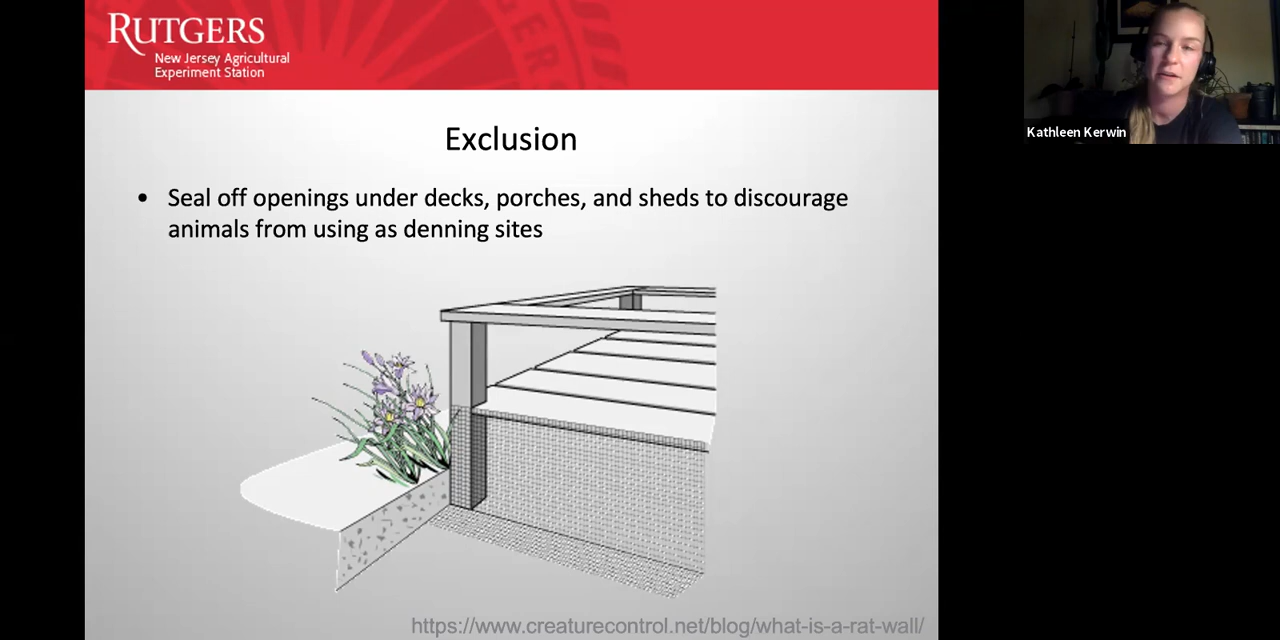 RUTGERS
New Jersey Agricultural
Experiment Station
Kathleen Kerwin
Exclusion
• Seal off openings under decks, porches, and sheds to discourage
animals from using as denning sites
https://www.creaturecontrol.net/blog/what-is-a-rat-wall/